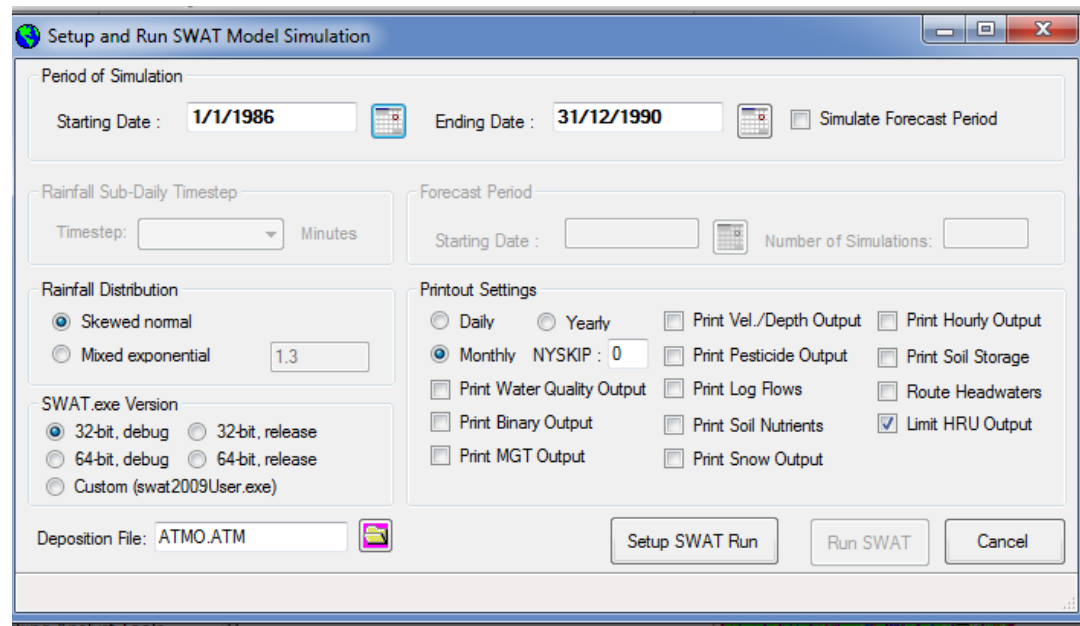 Setup and Run SWAT Model Simulation
Period of Simulation
Starting Date : 1/1/1986 Ending Date : 31/12/1990 Simulate Forecast Period
Rainfall Sub-Daily Timestep
Timestep: Minutes
Forecast Period
Starting Date : Number of Simulations:
Rainfall Distribution
Skewed normal
Mixed exponential 1.3
SWAT.exe Version
32-bit, debug 32-bit, release
64-bit, debug 64-bit, release
Custom (swat2009User.exe)
Printout Settings
Daily Yearly Print Vel./Depth Output Print Hourly Output
Monthly NYSKIP : 0 Print Pesticide Output Print Soil Storage
Print Water Quality Output Print Log Flows Route Headwaters
Print Binary Output Print Soil Nutrients Limit HRU Output
Print MGT Output Print Snow Output
Deposition File: ATMO.ATM Setup SWAT Run Run SWAT Cancel